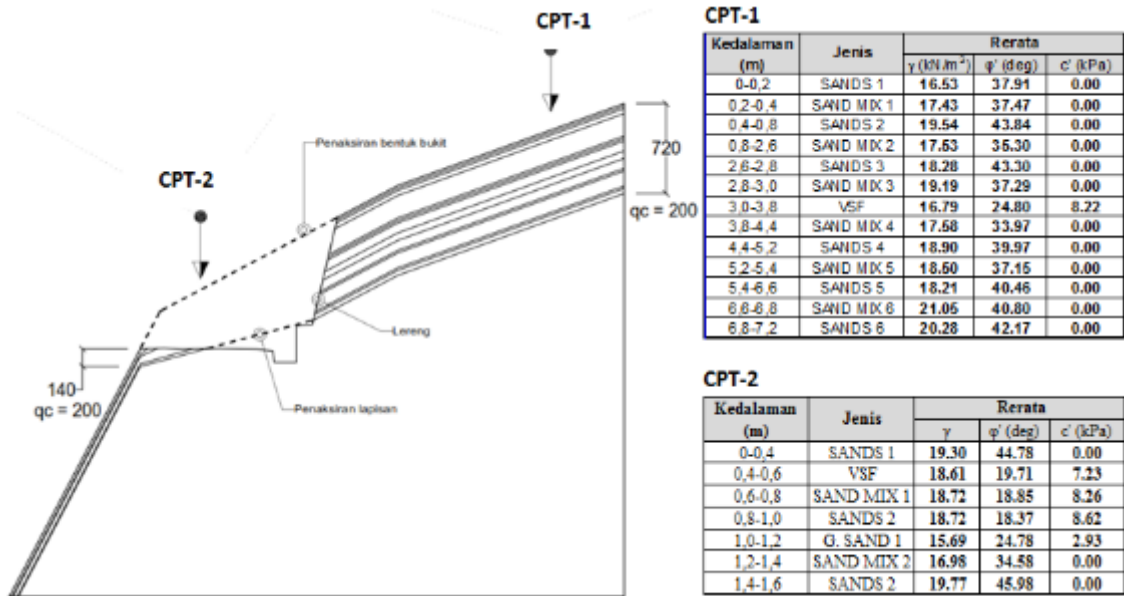 CPT-1
Penaksiran bentuk bukit
720
CPT-2
qc = 200
Lereng
140
qc = 200
Penaksiran lapisan
CPT-1
Kedalaman (m) Jenis Rerata
γ (kN/m³) φ' (deg) c' (kPa)
0-0,2 SANDS 1 16.53 37.91 0.00
0,2-0,4 SAND MIX 1 17.43 37.47 0.00
0,4-0,8 SANDS 2 19.54 43.84 0.00
0,8-2,6 SAND MIX 2 17.53 35.30 0.00
2,6-2,8 SANDS 3 18.28 43.30 0.00
2,8-3,0 SAND MIX 3 19.19 37.29 0.00
3,0-3,8 VSF 16.79 24.80 8.22
3,8-4,4 SAND MIX 4 17.58 33.97 0.00
4,4-5,2 SANDS 4 18.90 39.97 0.00
5,2-5,4 SAND MIX 5 18.50 37.15 0.00
5,4-6,6 SANDS 5 18.21 40.46 0.00
6,6-6,8 SAND MIX 6 21.05 40.80 0.00
6,8-7,2 SANDS 6 20.28 42.17 0.00
CPT-2
Kedalaman (m) Jenis Rerata
γ φ' (deg) c' (kPa)
0-0,4 SANDS 1 19.30 44.78 0.00
0,4-0,6 VSF 18.61 19.71 7.23
0,6-0,8 SAND MIX 1 18.72 18.85 8.26
0,8-1,0 SANDS 2 18.72 18.37 8.62
1,0-1,2 G. SAND 1 15.69 24.78 2.93
1,2-1,4 SAND MIX 2 16.98 34.58 0.00
1,4-1,6 SANDS 2 19.77 45.98 0.00